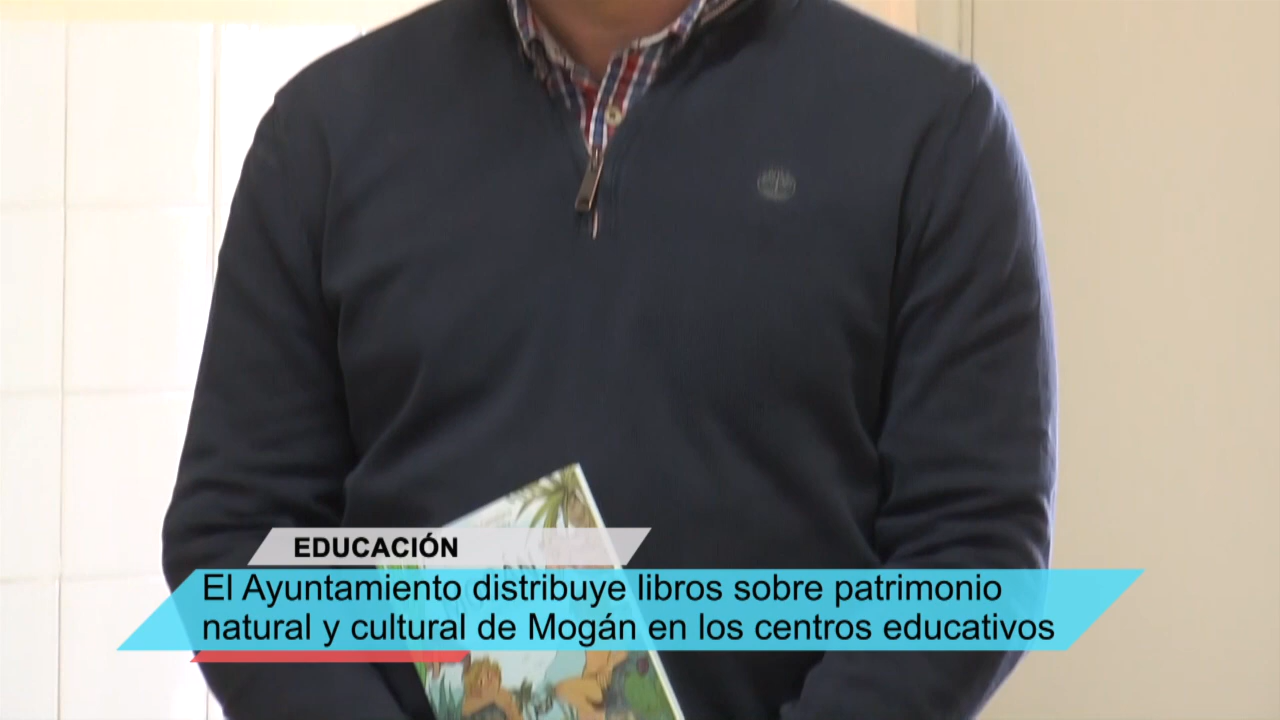 EDUCACIÓN
El Ayuntamiento distribuye libros sobre patrimonio
natural y cultural de Mogán en los centros educativos